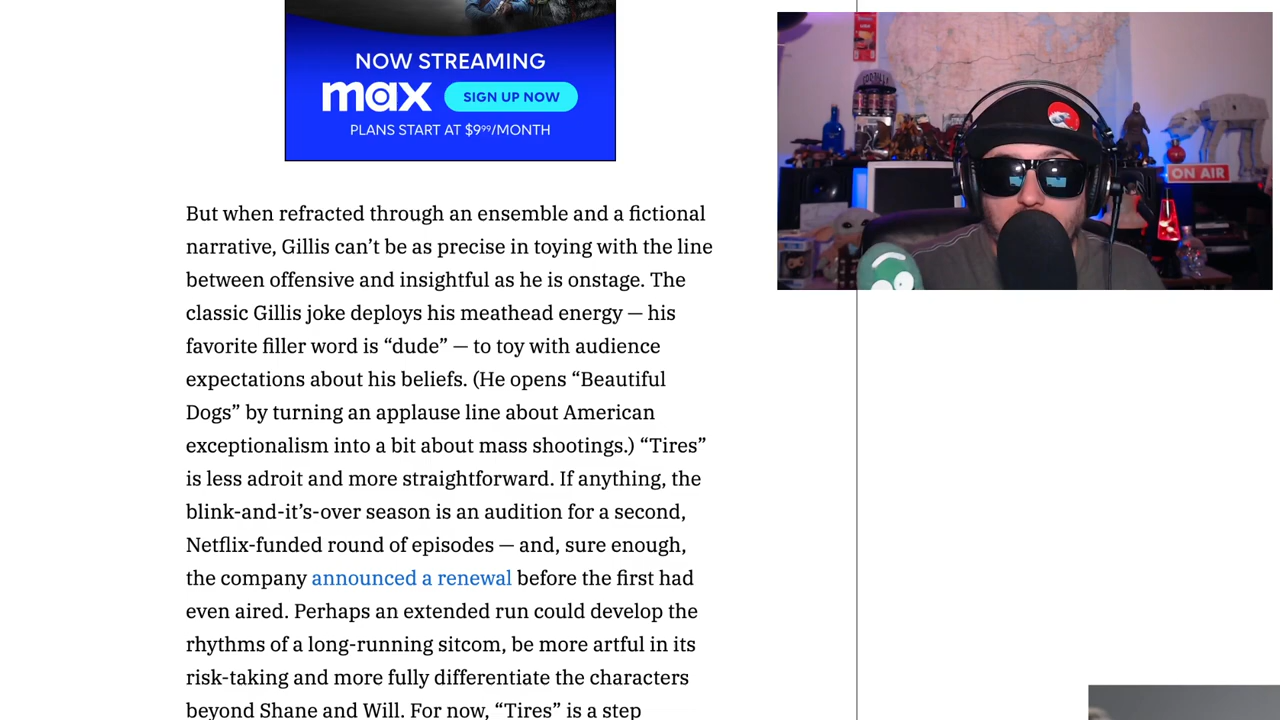 NOW STREAMING
max SIGN UP NOW
PLANS START AT $9⁹⁹/MONTH
But when refracted through an ensemble and a fictional
narrative, Gillis can’t be as precise in toying with the line
between offensive and insightful as he is onstage. The
classic Gillis joke deploys his meathead energy — his
favorite filler word is “dude” — to toy with audience
expectations about his beliefs. (He opens “Beautiful
Dogs” by turning an applause line about American
exceptionalism into a bit about mass shootings.) “Tires”
is less adroit and more straightforward. If anything, the
blink-and-it’s-over season is an audition for a second,
Netflix-funded round of episodes — and, sure enough,
the company announced a renewal before the first had
even aired. Perhaps an extended run could develop the
rhythms of a long-running sitcom, be more artful in its
risk-taking and more fully differentiate the characters
beyond Shane and Will. For now, “Tires” is a step
ON AIR